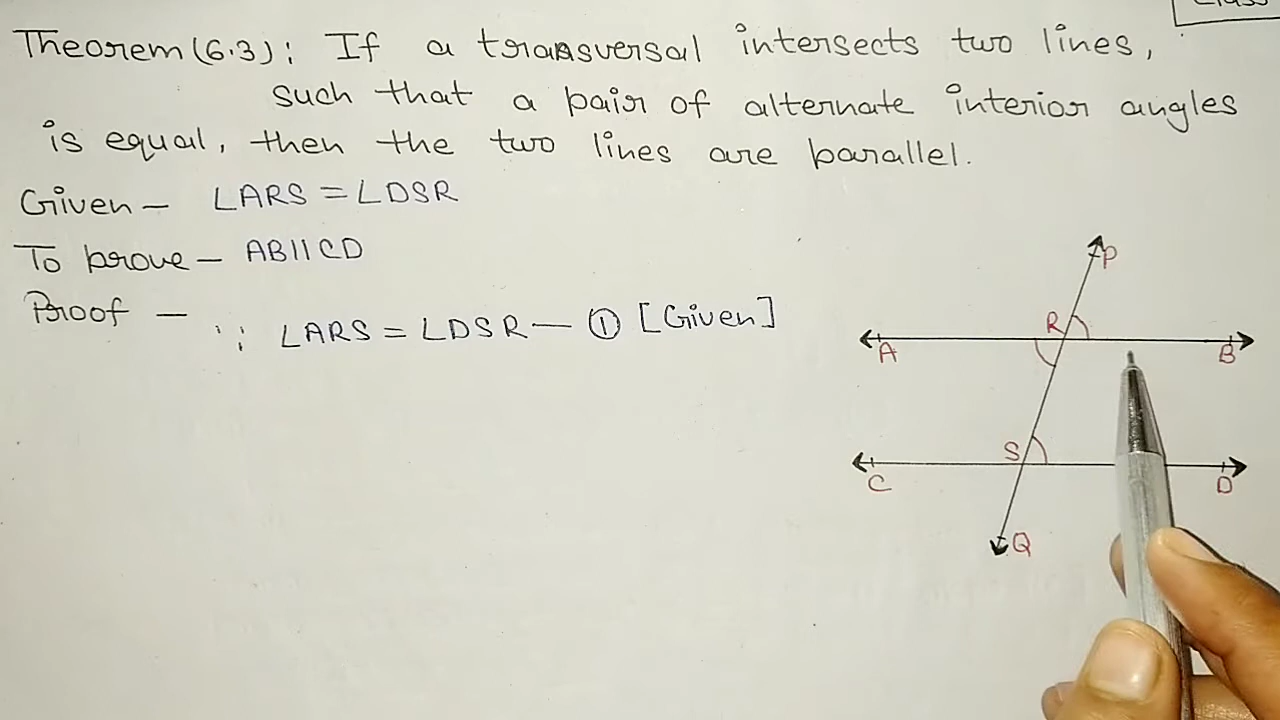 Class
Theorem (6.3): If a transversal intersects two lines,
such that a pair of alternate interior angles
is equal, then the two lines are parallel.
Given – ∠ARS = ∠DSR
To prove – AB || CD
Proof –
∵ ∠ARS = ∠DSR — ① [Given]
P
R
A
B
S
C
D
Q